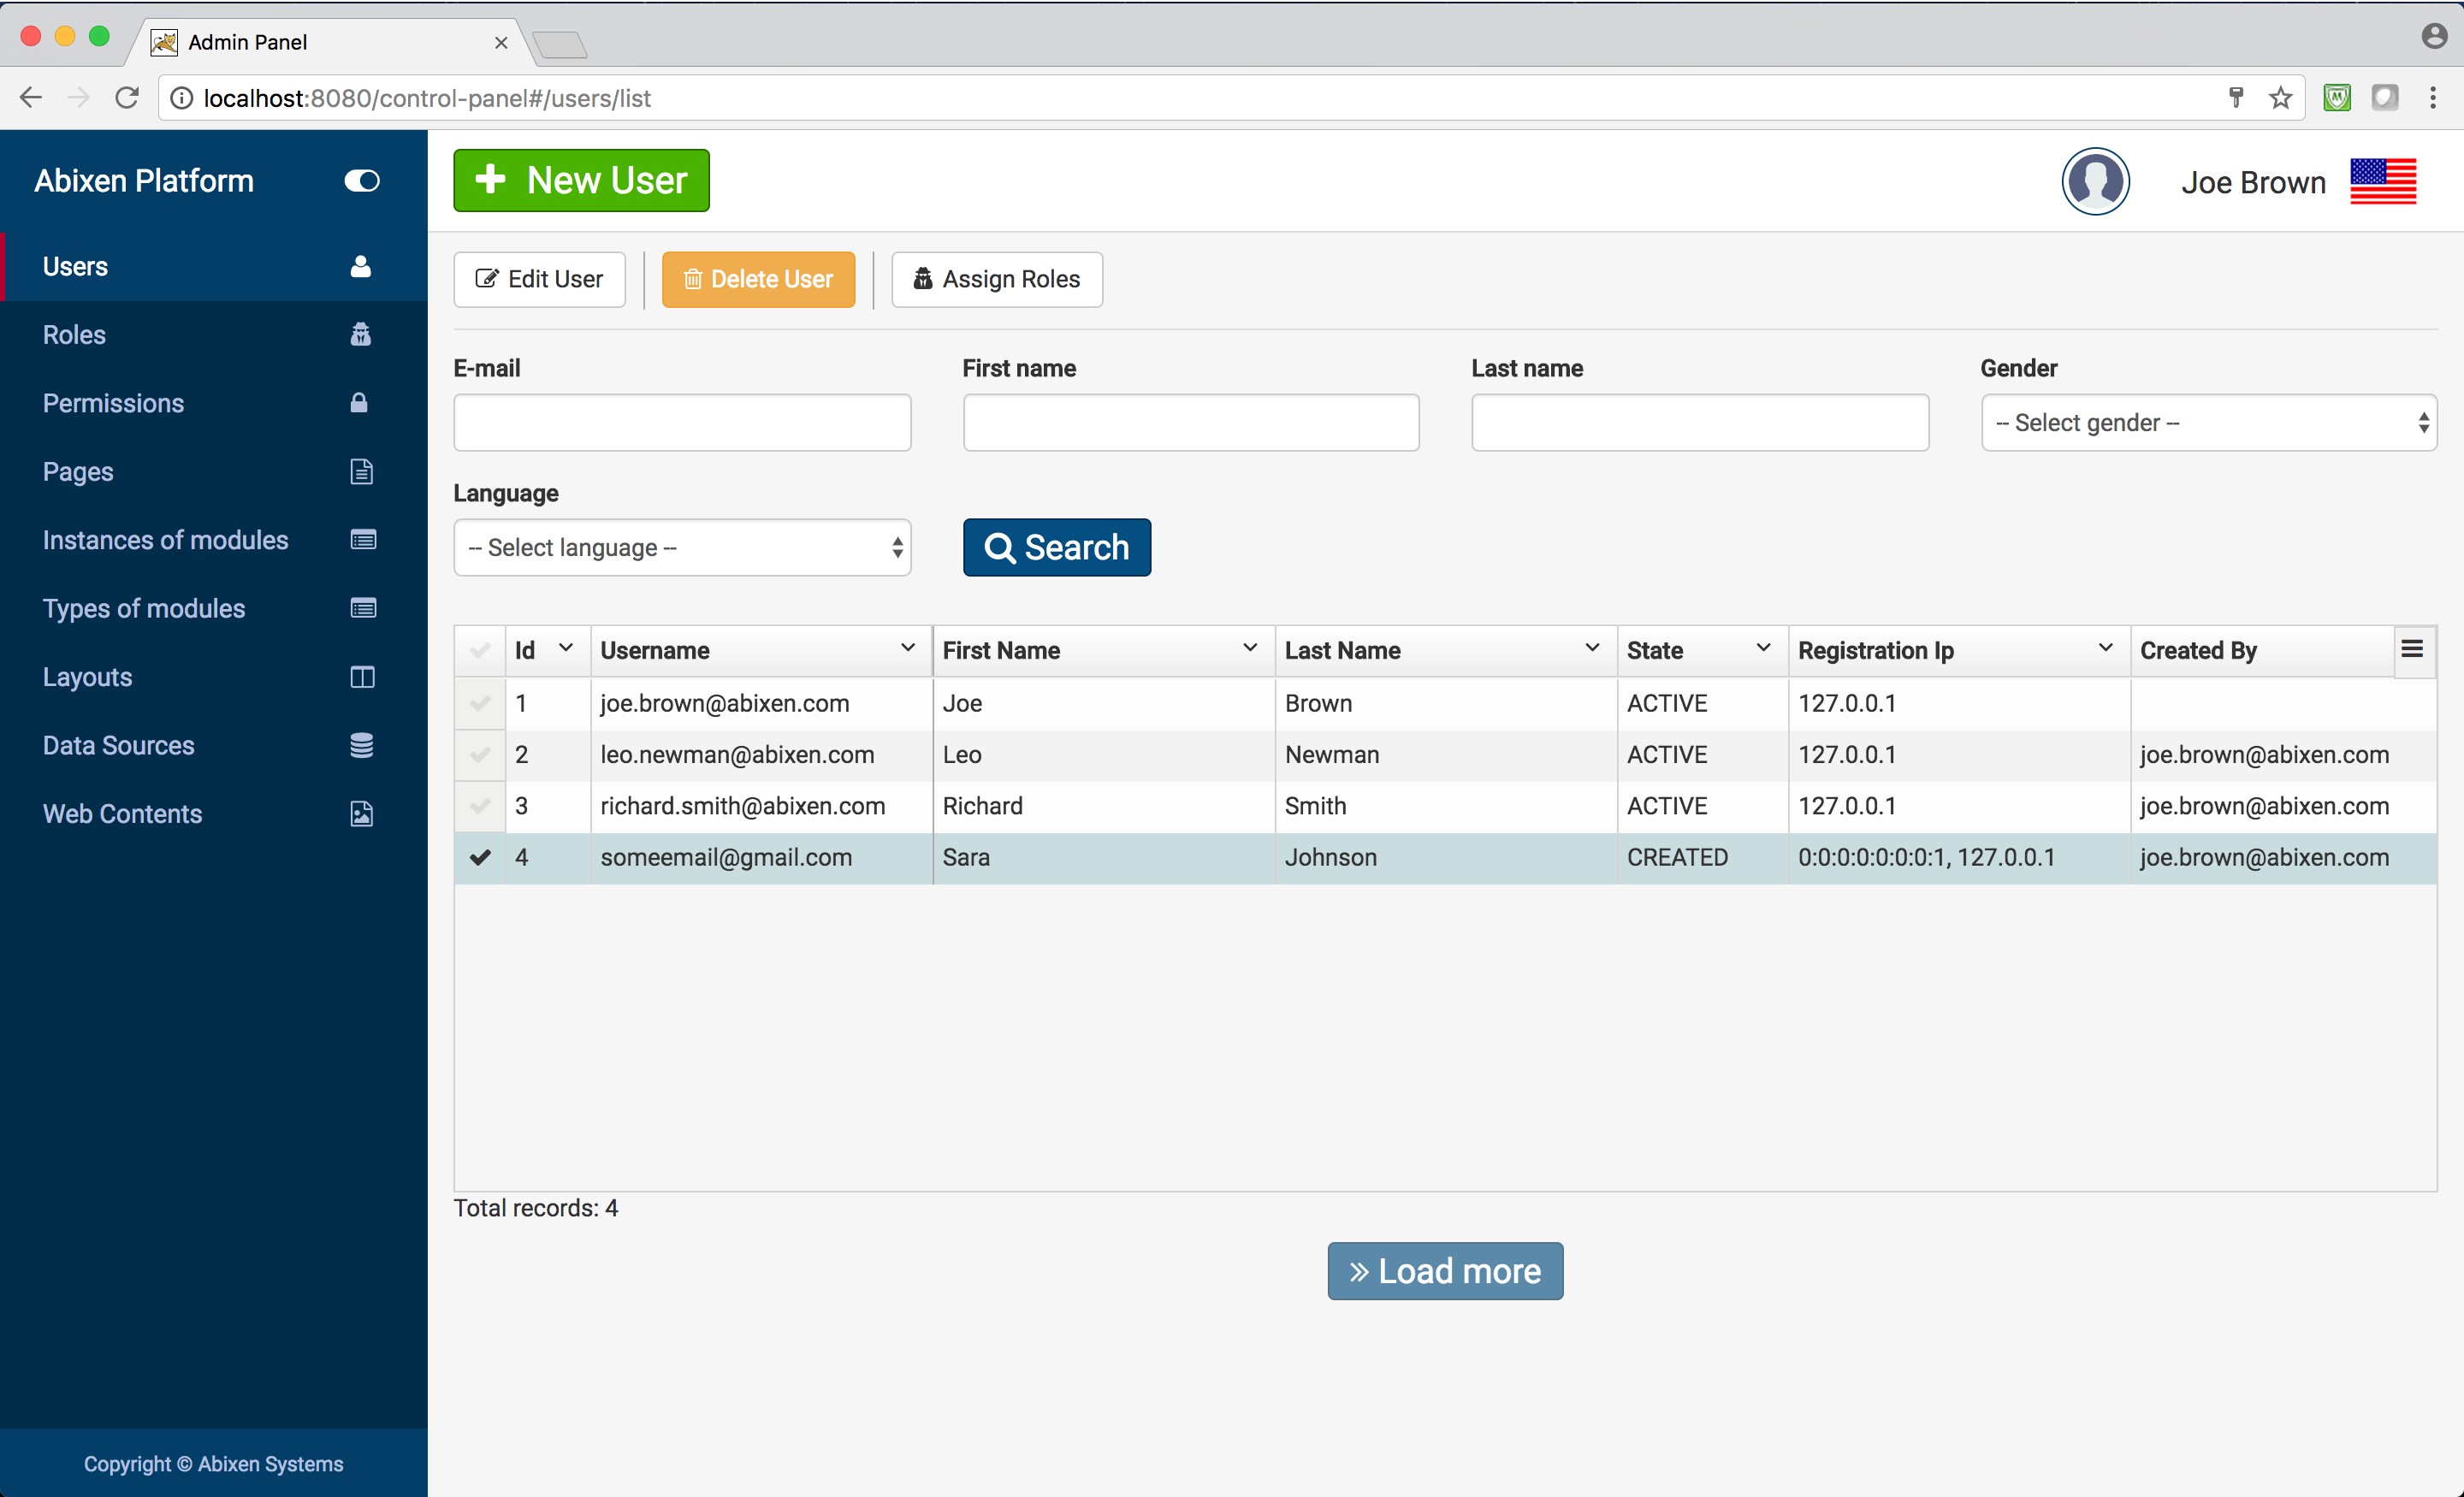 Admin Panel
localhost:8080/control-panel#/users/list
Abixen Platform
Users
Roles
Permissions
Pages
Instances of modules
Types of modules
Layouts
Data Sources
Web Contents
Copyright © Abixen Systems
New User
Joe Brown
Edit User
Delete User
Assign Roles
E-mail
First name
Last name
Gender
-- Select gender --
Language
-- Select language --
Search
Id Username First Name Last Name State Registration Ip Created By
1 joe.brown@abixen.com Joe Brown ACTIVE 127.0.0.1
2 leo.newman@abixen.com Leo Newman ACTIVE 127.0.0.1 joe.brown@abixen.com
3 richard.smith@abixen.com Richard Smith ACTIVE 127.0.0.1 joe.brown@abixen.com
4 someemail@gmail.com Sara Johnson CREATED 0:0:0:0:0:0:0:1, 127.0.0.1 joe.brown@abixen.com
Total records: 4
Load more